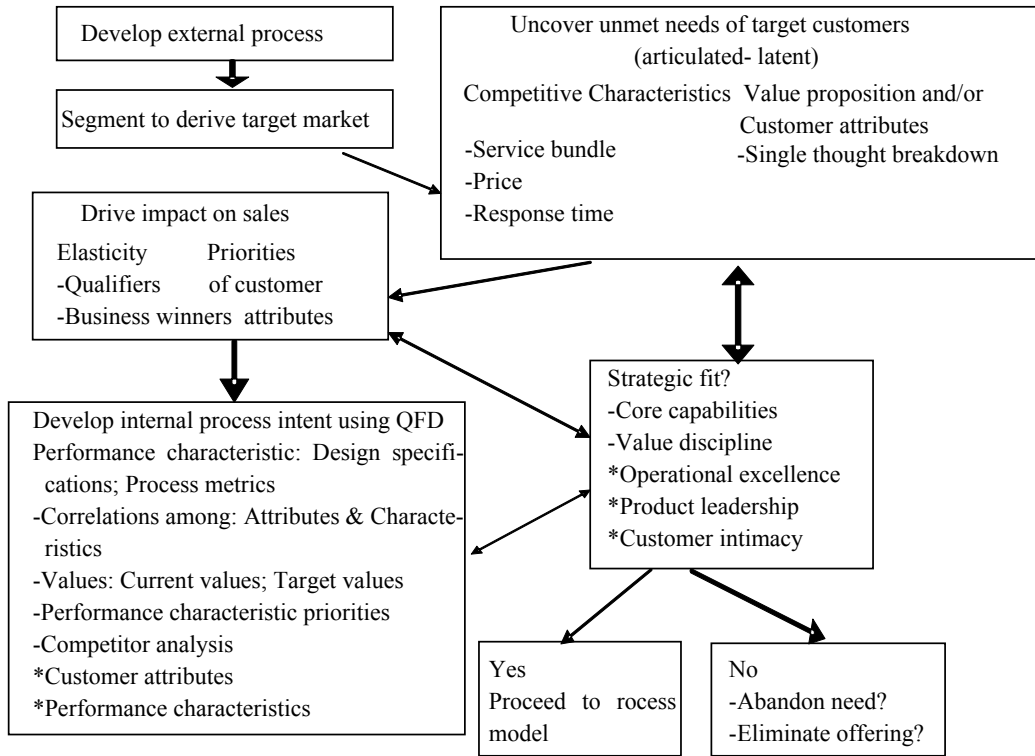 Develop external process
Segment to derive target market
Uncover unmet needs of target customers
(articulated- latent)
Competitive Characteristics
-Service bundle
-Price
-Response time
Value proposition and/or
Customer attributes
-Single thought breakdown
Drive impact on sales
Elasticity
-Qualifiers
-Business winners
Priorities
of customer
attributes
Develop internal process intent using QFD
Performance characteristic: Design specifi-
cations; Process metrics
-Correlations among: Attributes & Characte-
ristics
-Values: Current values; Target values
-Performance characteristic priorities
-Competitor analysis
*Customer attributes
*Performance characteristics
Strategic fit?
-Core capabilities
-Value discipline
*Operational excellence
*Product leadership
*Customer intimacy
Yes
Proceed to rocess
model
No
-Abandon need?
-Eliminate offering?